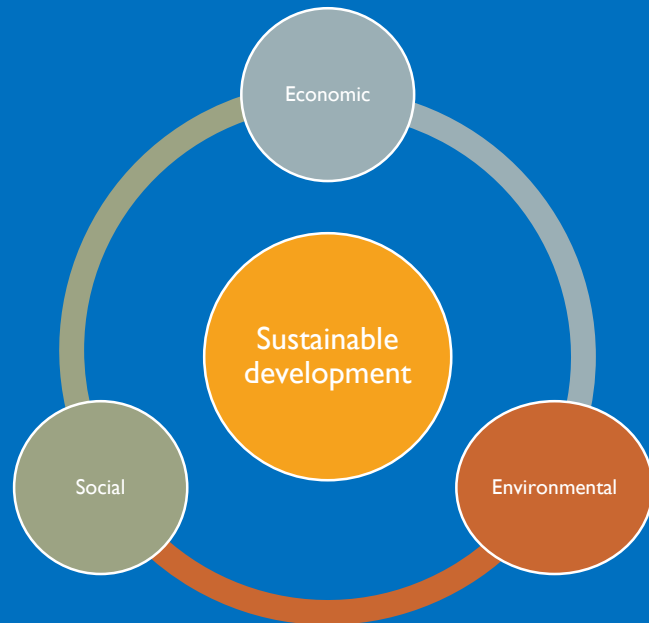 Economic
Sustainable
development
Social
Environmental